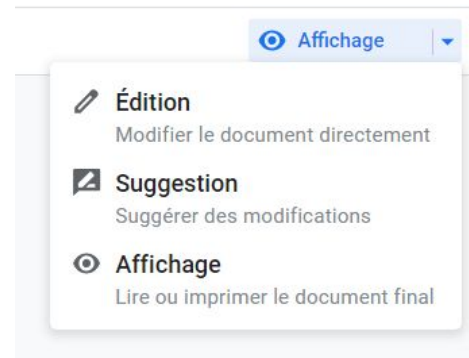 Affichage
Édition
Modifier le document directement
Suggestion
Suggérer des modifications
Affichage
Lire ou imprimer le document final